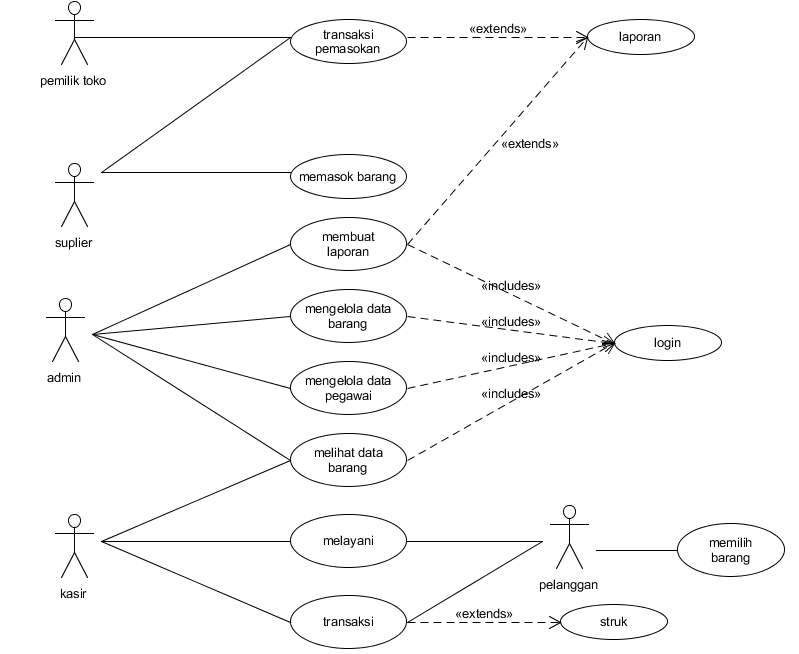 transaksi
pemasokan
«extends»
laporan
pemilik toko
«extends»
memasok barang
suplier
membuat
laporan
«includes»
mengelola data
barang
«includes»
login
admin
mengelola data
pegawai
«includes»
melihat data
barang
«includes»
kasir
melayani
pelanggan
memilih
barang
transaksi
«extends»
struk